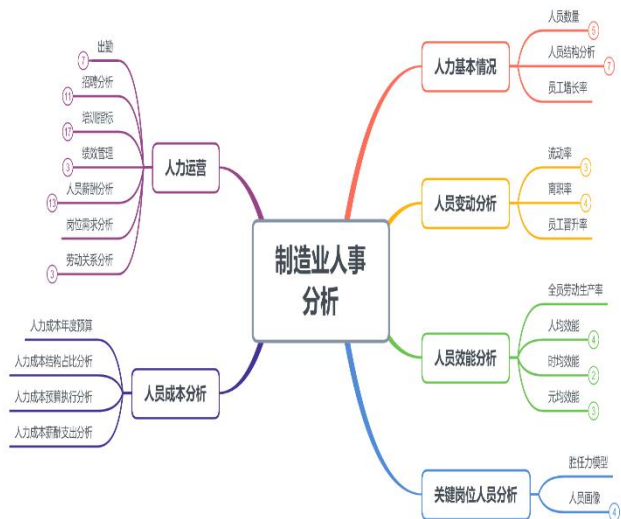 制造业人事
分析
人力基本情况
人员数量
5
人员结构分析
7
员工增长率
人员变动分析
流动率
3
离职率
4
员工晋升率
人员效能分析
全员劳动生产率
人均效能
4
时均效能
2
元均效能
3
关键岗位人员分析
胜任力模型
人员画像
4
人力运营
出勤
7
招聘分析
11
培训指标
17
绩效管理
3
人员薪酬分析
13
岗位需求分析
劳动关系分析
3
人员成本分析
人力成本年度预算
人力成本结构占比分析
人力成本预算执行分析
人力成本薪酬支出分析